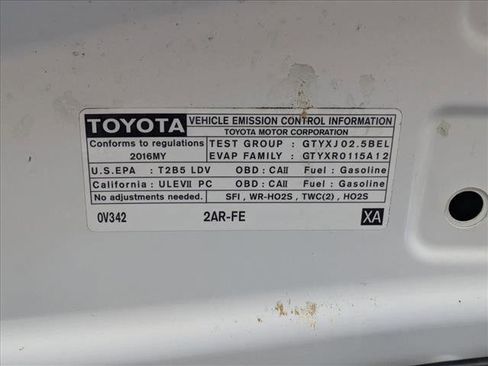 TOYOTA VEHICLE EMISSION CONTROL INFORMATION
TOYOTA MOTOR CORPORATION
Conforms to regulations TEST GROUP : GTYXJ02.5BEL
2016MY EVAP FAMILY : GTYXR0115A12
U.S.EPA : T2B5 LDV OBD : CAII Fuel : Gasoline
California : ULEVII PC OBD : CAII Fuel : Gasoline
No adjustments needed. SFI , WR-HO2S , TWC(2) , HO2S
0V342 2AR-FE XA